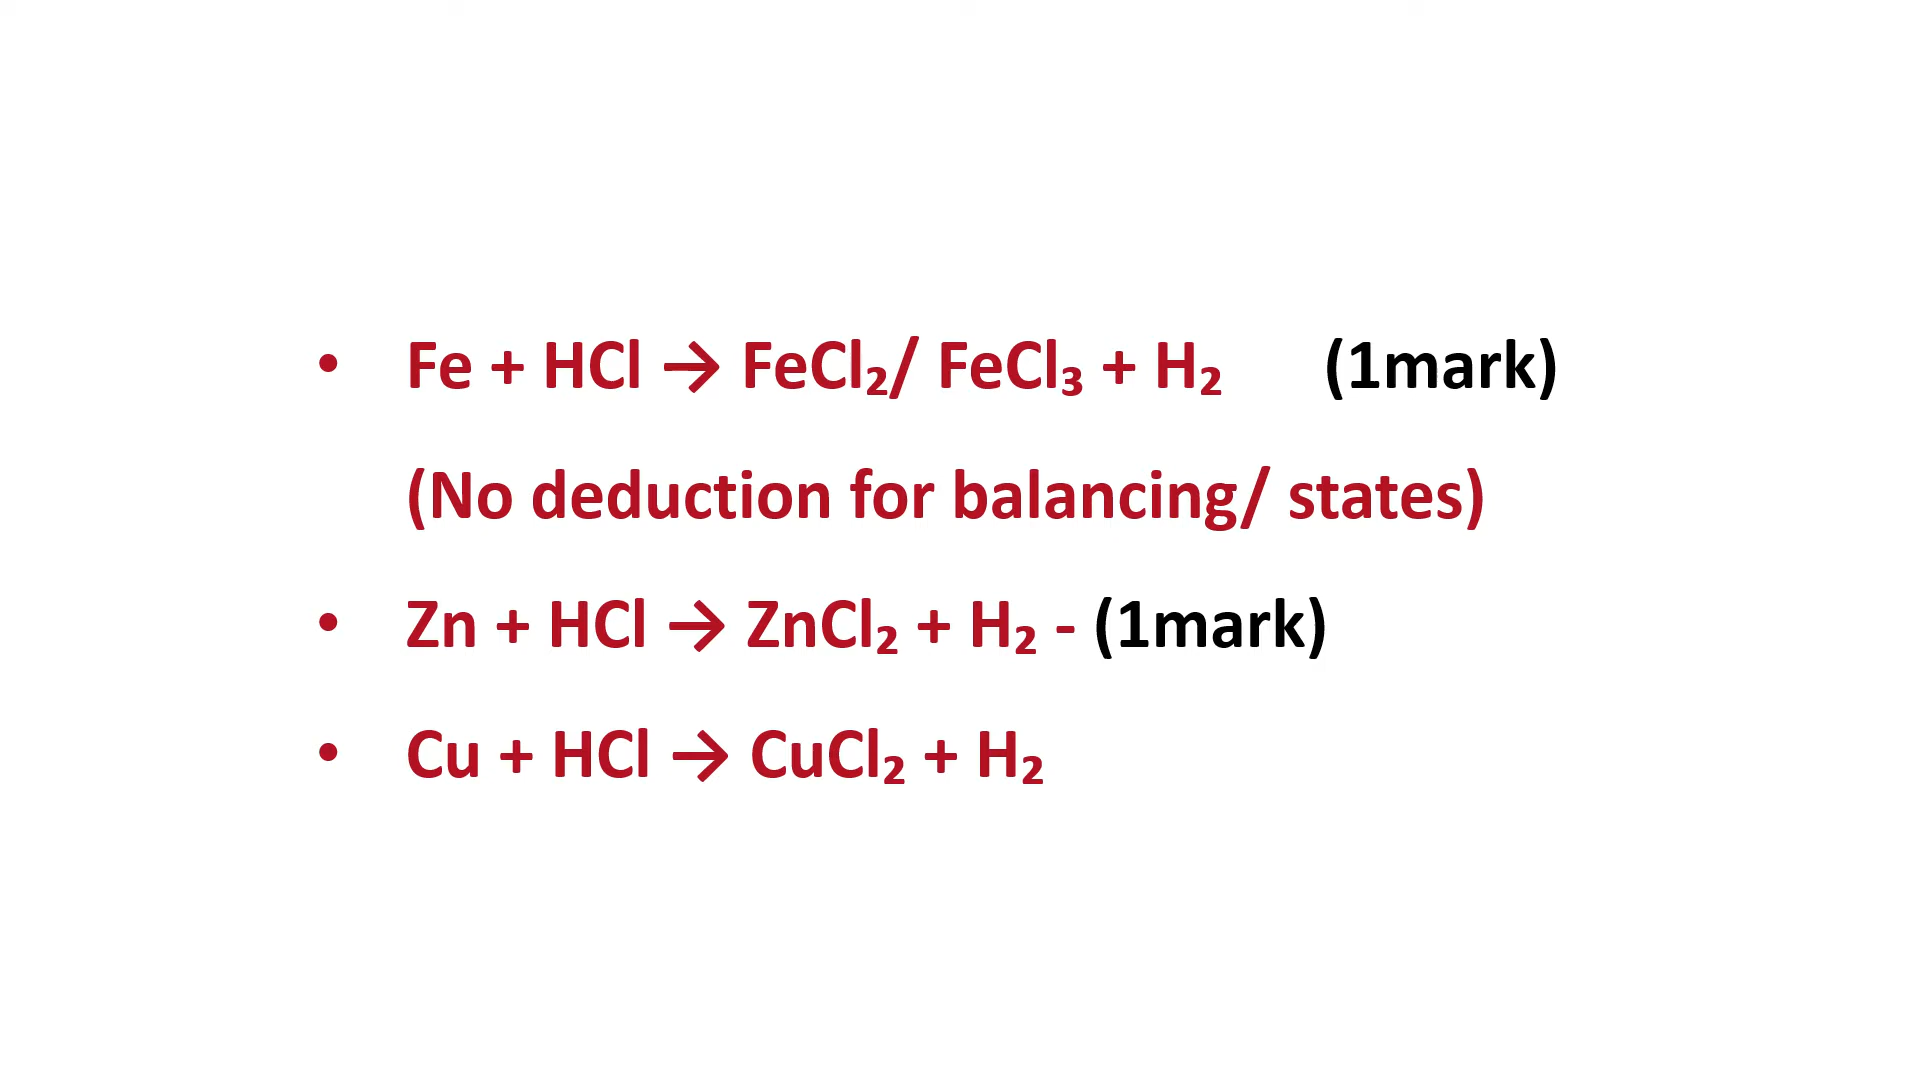 • Fe + HCl → FeCl₂/ FeCl₃ + H₂ (1mark)
(No deduction for balancing/ states)
• Zn + HCl → ZnCl₂ + H₂ - (1mark)
• Cu + HCl → CuCl₂ + H₂